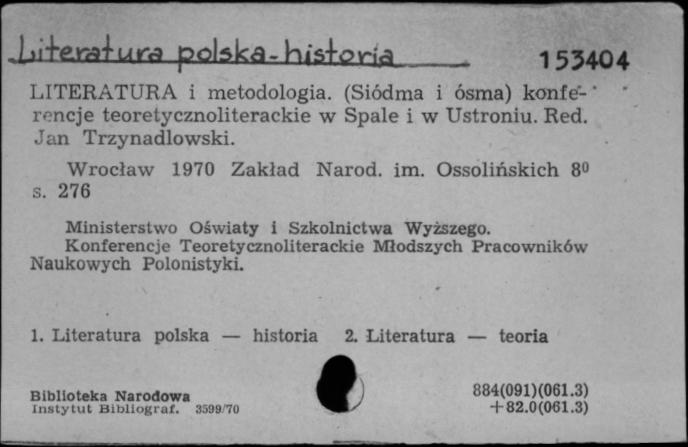 Literatura polska-historia 153404
LITERATURA i metodologia. (Siódma i ósma) konfe-
rencje teoretycznoliterackie w Spale i w Ustroniu. Red.
Jan Trzynadlowski.
Wrocław 1970 Zakład Narod. im. Ossolińskich 8⁰
s. 276
Ministerstwo Oświaty i Szkolnictwa Wyższego.
Konferencje Teoretycznoliterackie Młodszych Pracowników
Naukowych Polonistyki.
1. Literatura polska — historia 2. Literatura — teoria
Biblioteka Narodowa 884(091)(061.3)
Instytut Bibliograf. 3599/70 +82.0(061.3)